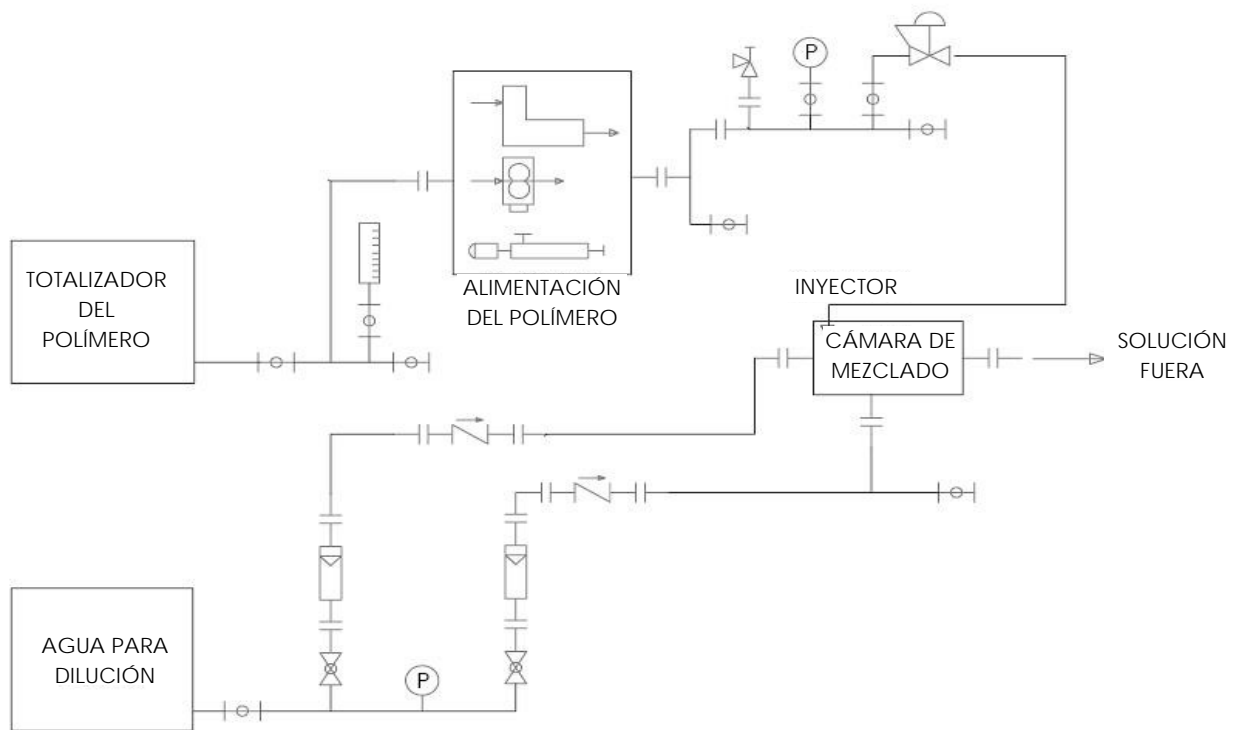 P
TOTALIZADOR
DEL
POLÍMERO
ALIMENTACIÓN
DEL POLÍMERO
INYECTOR
CÁMARA DE
MEZCLADO
SOLUCIÓN
FUERA
AGUA PARA
DILUCIÓN
P